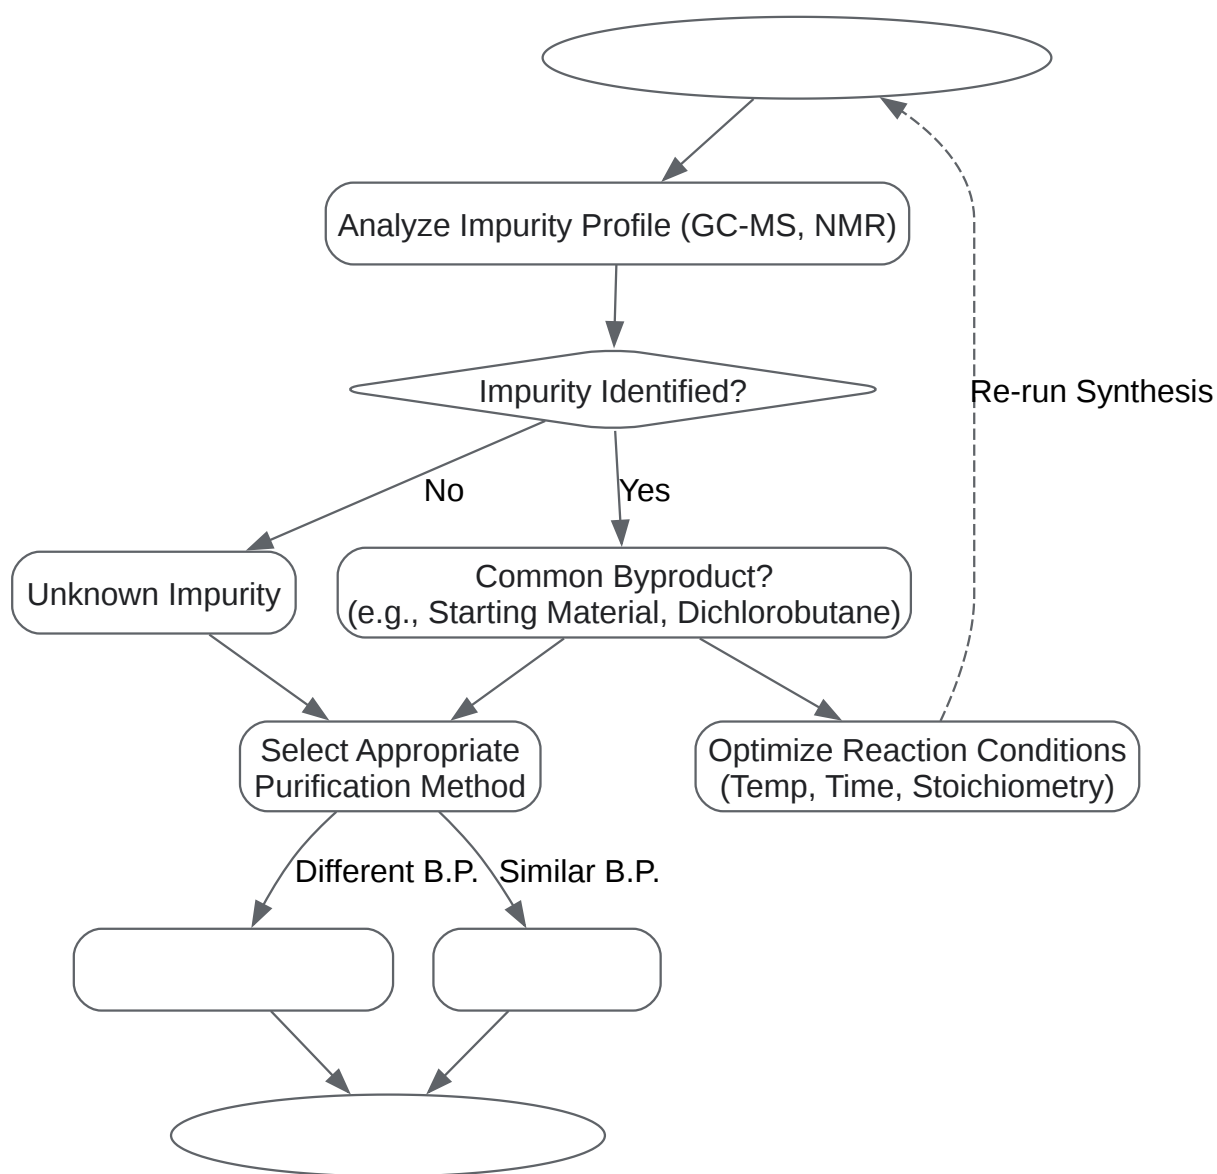 Analyze Impurity Profile (GC-MS, NMR)
Impurity Identified?
Re-run Synthesis
No
Yes
Unknown Impurity
Common Byproduct?
(e.g., Starting Material, Dichlorobutane)
Select Appropriate
Purification Method
Optimize Reaction Conditions
(Temp, Time, Stoichiometry)
Different B.P.
Similar B.P.